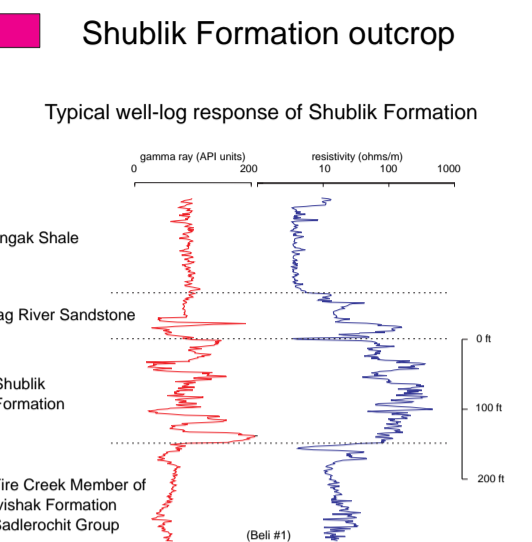 Shublik Formation outcrop
Typical well-log response of Shublik Formation
gamma ray (API units)
resistivity (ohms/m)
0 200 10 100 1000
ngak Shale
ag River Sandstone
0 ft
Shublik
Formation
100 ft
200 ft
Fire Creek Member of
vishak Formation
Sadlerochit Group
(Beli #1)